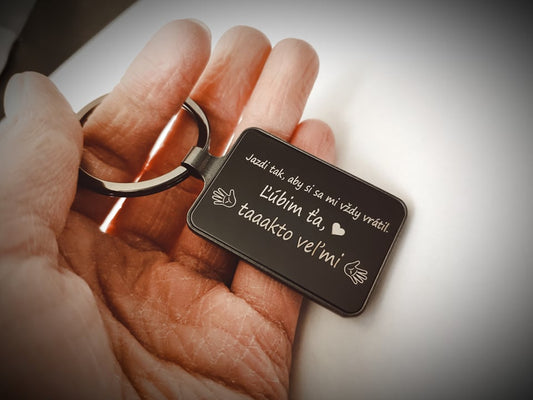 Jazdi tak, aby si sa mi vždy vrátil.
Ľúbim ťa,
taaakto veľmi